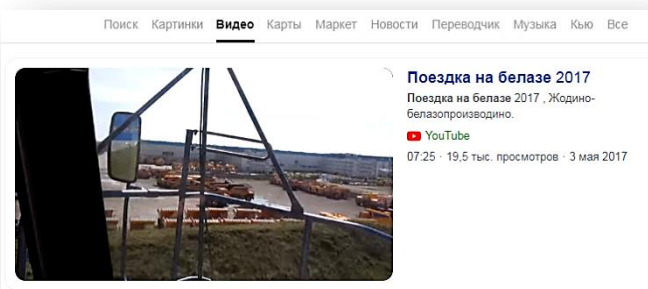 Поиск Картинки Видео Карты Маркет Новости Переводчик Музыка Кью Все
Поездка на белазе 2017
Поездка на белазе 2017 , Жодино-
белазопроизводино.
YouTube
07:25 · 19,5 тыс. просмотров · 3 мая 2017